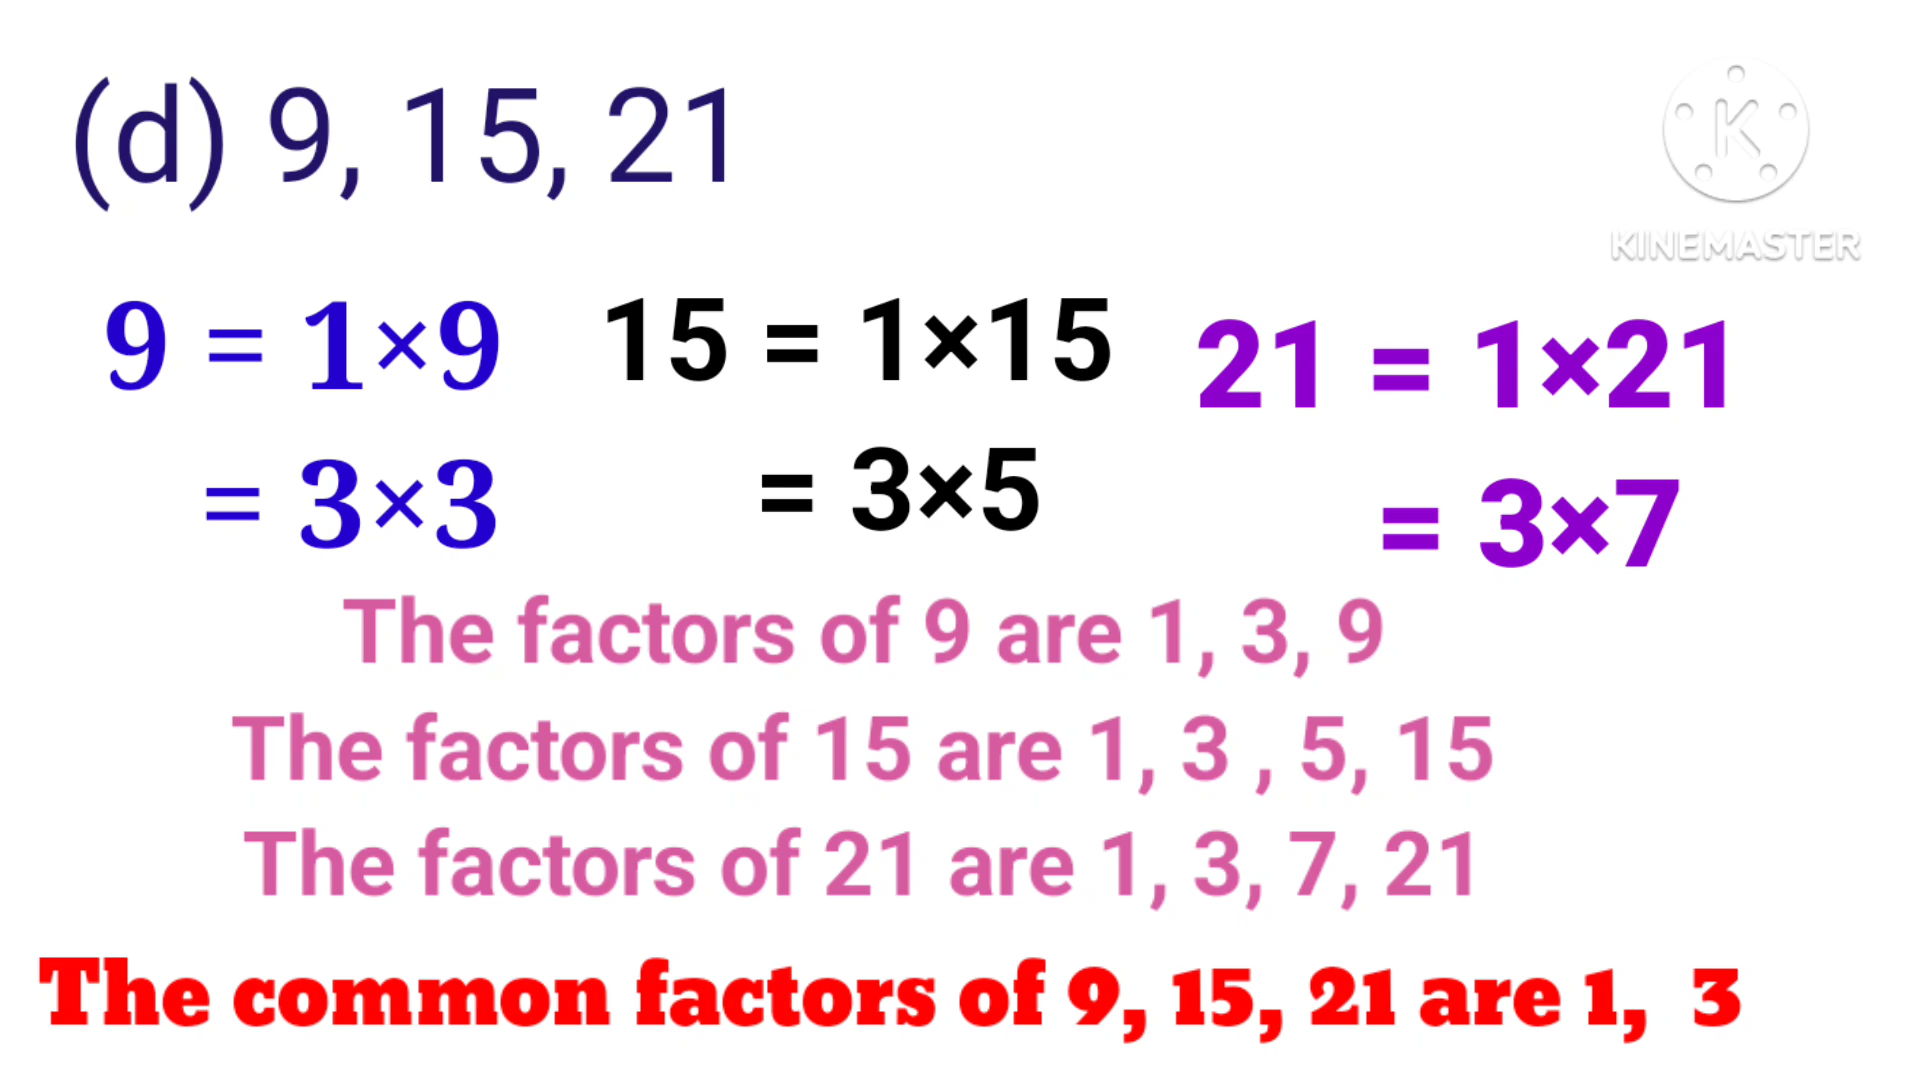 (d) 9, 15, 21
K
KINEMASTER
9 = 1×9
= 3×3
15 = 1×15
= 3×5
21 = 1×21
= 3×7
The factors of 9 are 1, 3, 9
The factors of 15 are 1, 3 , 5, 15
The factors of 21 are 1, 3, 7, 21
The common factors of 9, 15, 21 are 1, 3